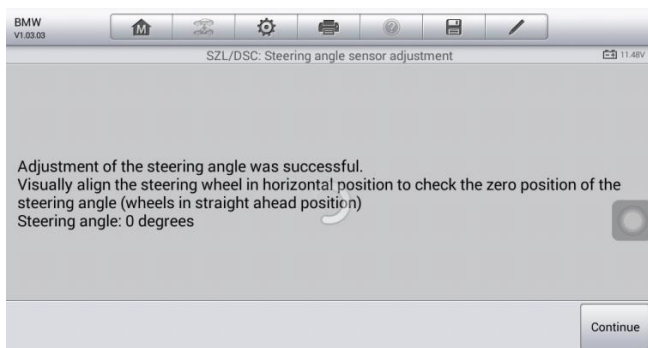 BMW
V1.03.03
M
SZL/DSC: Steering angle sensor adjustment
11.48V
Adjustment of the steering angle was successful.
Visually align the steering wheel in horizontal position to check the zero position of the
steering angle (wheels in straight ahead position)
Steering angle: 0 degrees
Continue